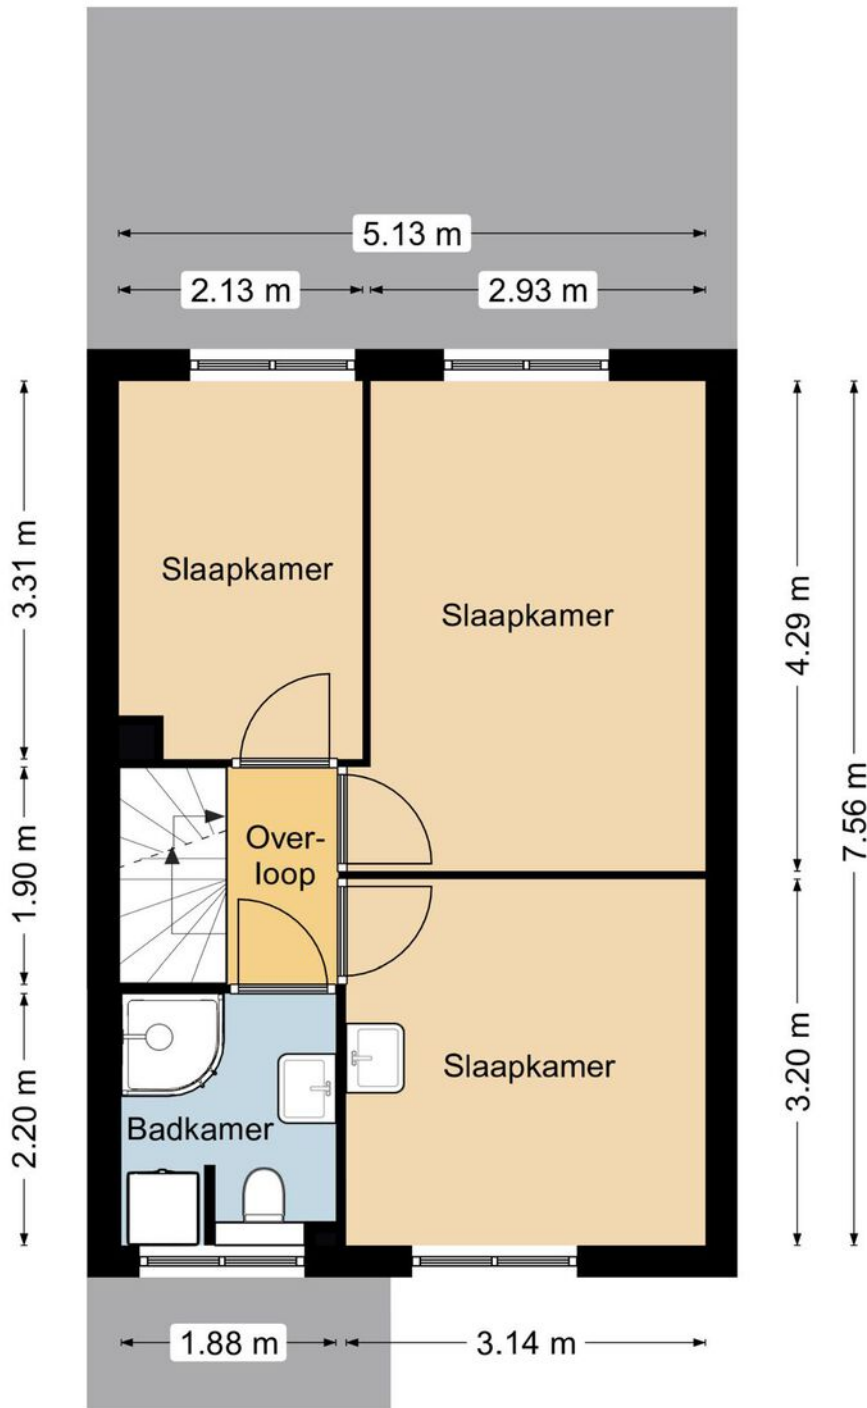 5.13 m
2.13 m
2.93 m
3.31 m
Slaapkamer
Slaapkamer
4.29 m
7.56 m
1.90 m
Over-
loop
2.20 m
Slaapkamer
3.20 m
Badkamer
1.88 m
3.14 m